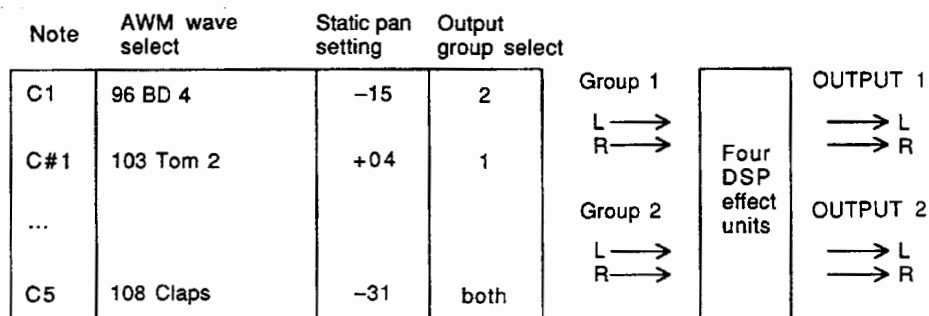 Note AWM wave select Static pan setting Output group select
C1 96 BD 4 −15 2
C#1 103 Tom 2 +04 1
...
C5 108 Claps −31 both
Group 1
L
R
Group 2
L
R
Four
DSP
effect
units
OUTPUT 1
L
R
OUTPUT 2
L
R